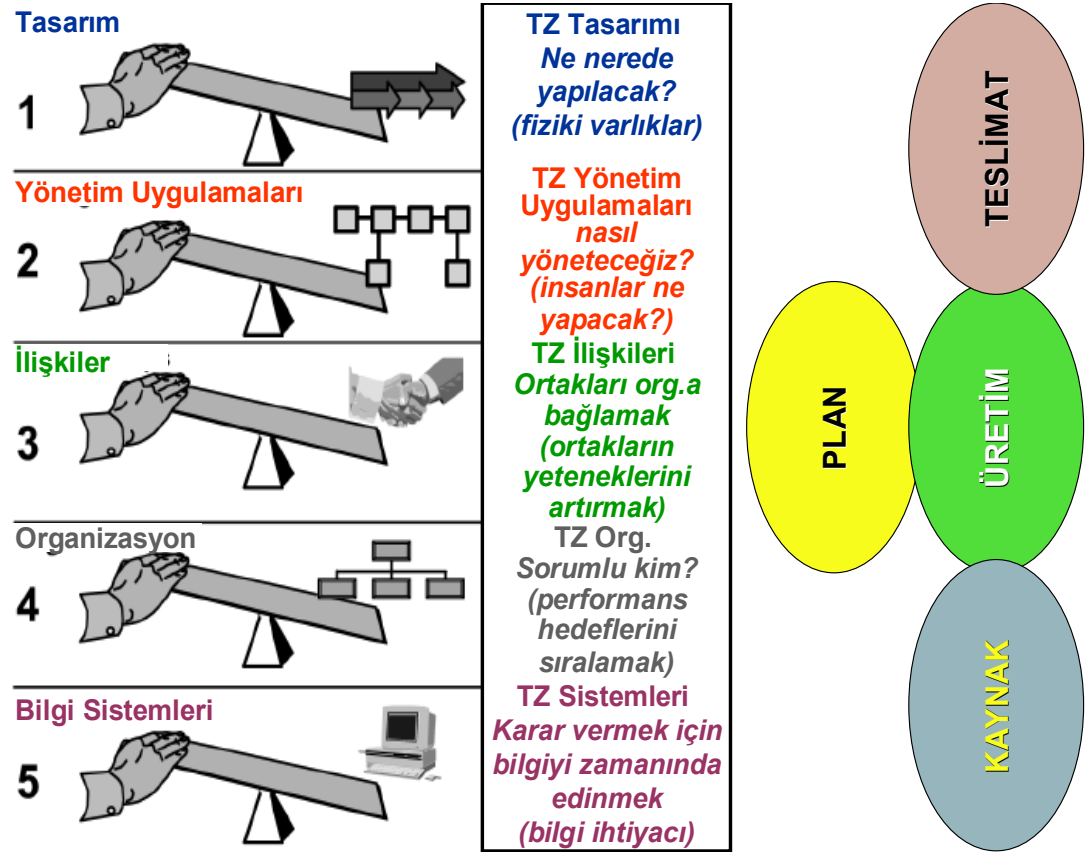 Tasarım
1
Yönetim Uygulamaları
2
İlişkiler
3
Organizasyon
4
Bilgi Sistemleri
5
TZ Tasarımı
Ne nerede
yapılacak?
(fiziki varlıklar)
TZ Yönetim
Uygulamaları
nasıl
yöneteceğiz?
(insanlar ne
yapacak?)
TZ İlişkileri
Ortakları org.a
bağlamak
(ortakların
yeteneklerini
artırmak)
TZ Org.
Sorumlu kim?
(performans
hedeflerini
sıralamak)
TZ Sistemleri
Karar vermek için
bilgiyi zamanında
edinmek
(bilgi ihtiyacı)
TESLİMAT
PLAN
ÜRETİM
KAYNAK